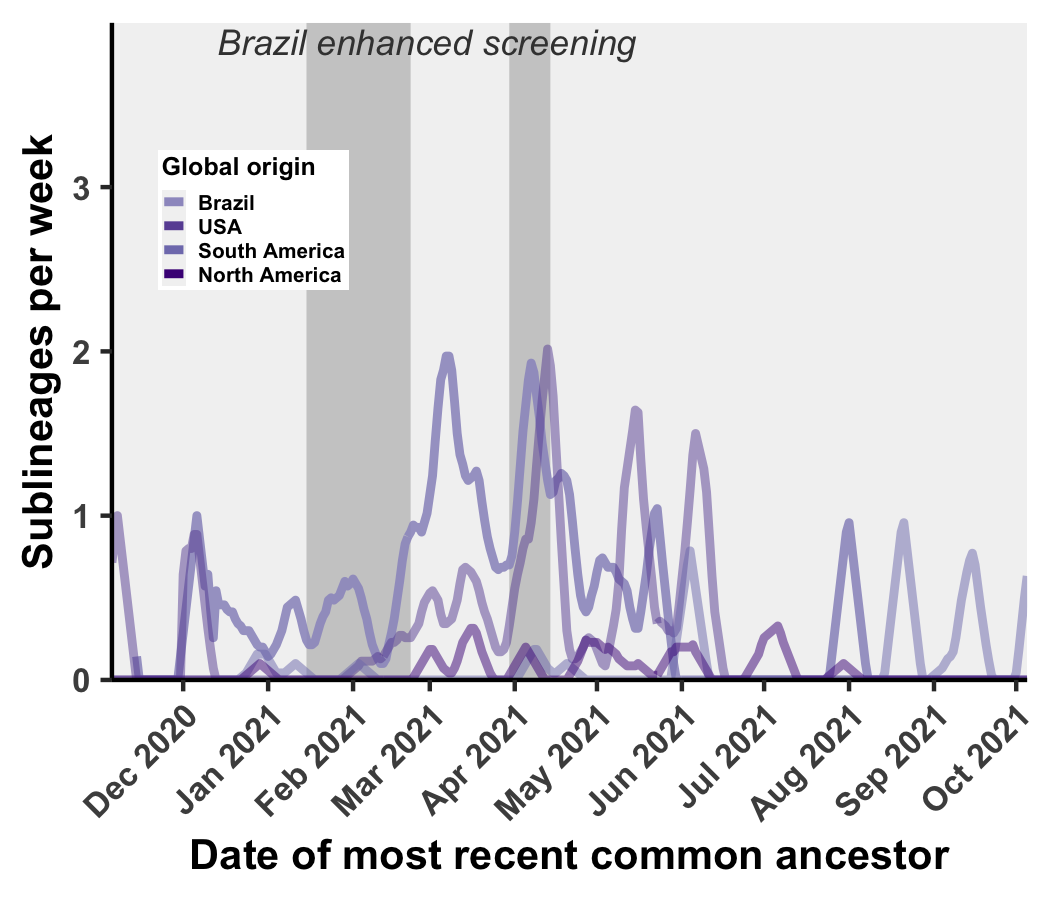 Brazil enhanced screening
Sublineages per week
3
2
1
0
Global origin
Brazil
USA
South America
North America
Dec 2020
Jan 2021
Feb 2021
Mar 2021
Apr 2021
May 2021
Jun 2021
Jul 2021
Aug 2021
Sep 2021
Oct 2021
Date of most recent common ancestor